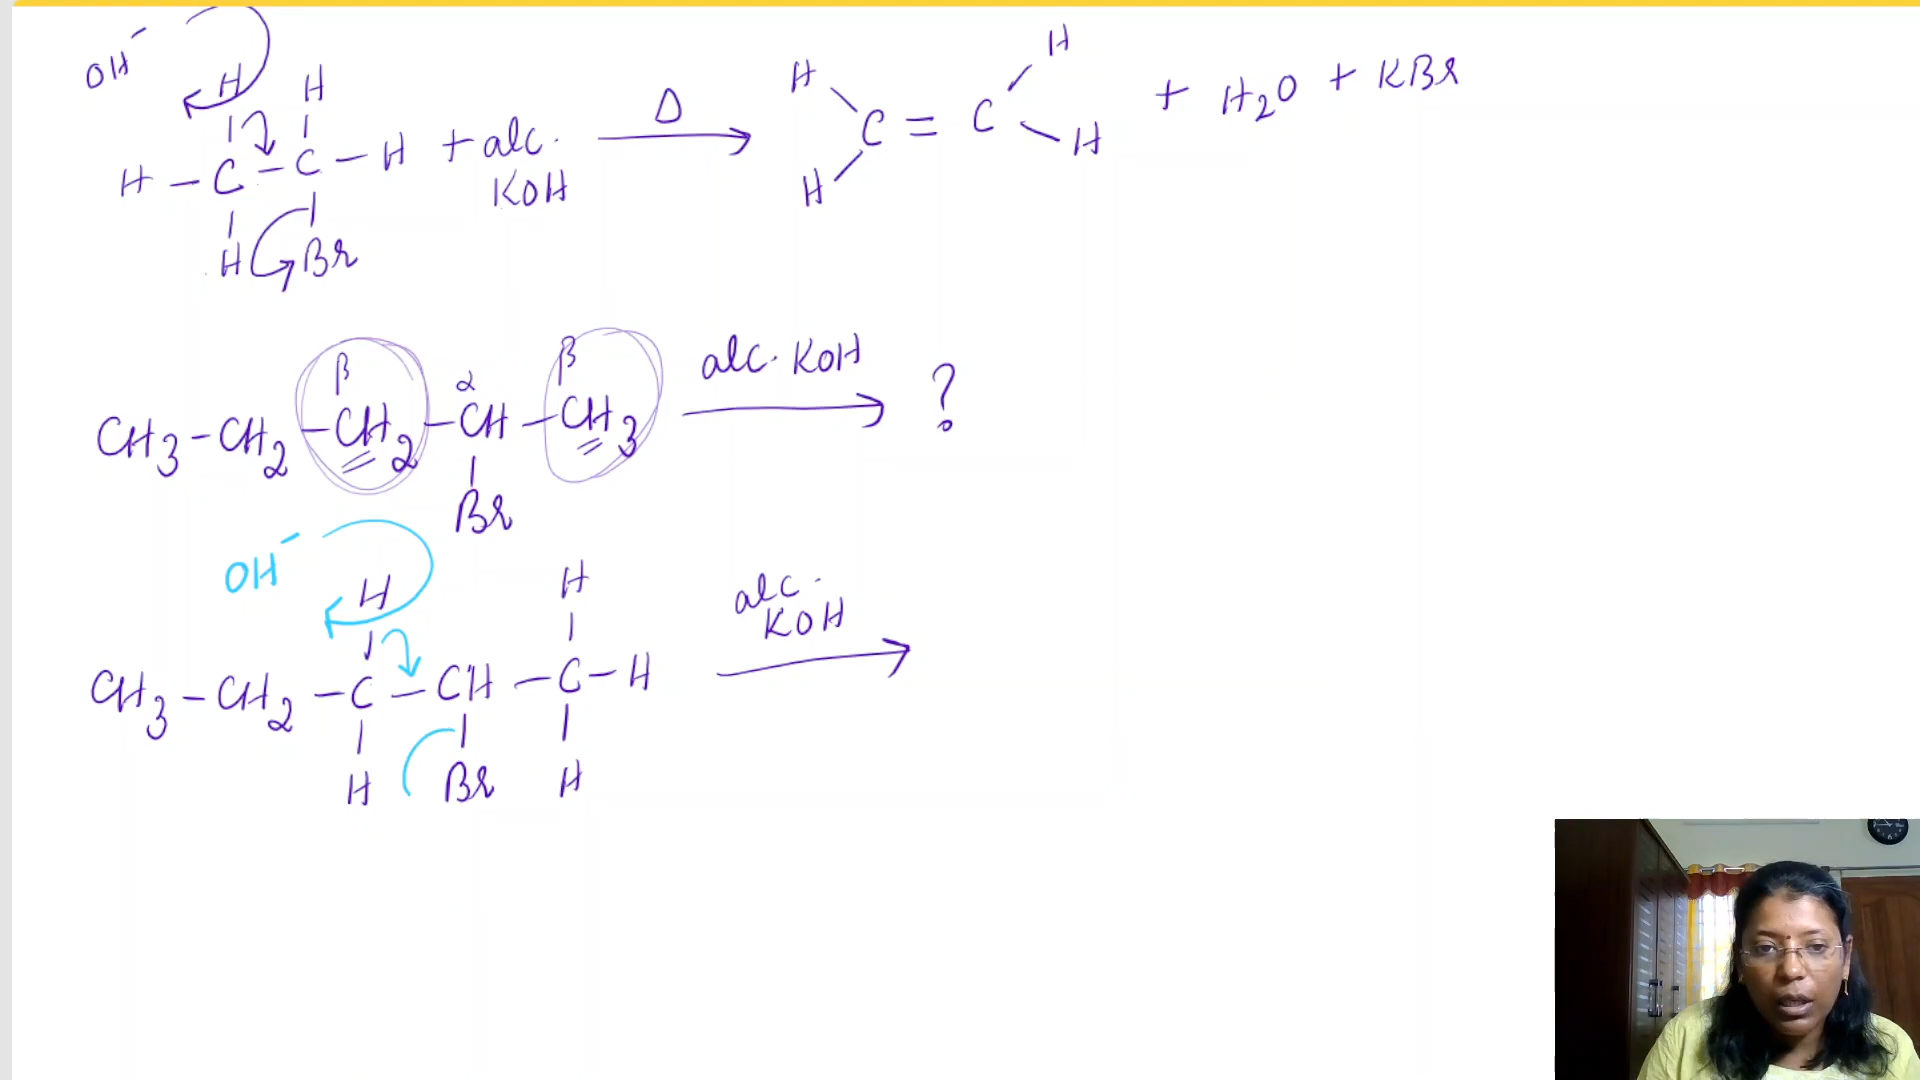 OH⁻
H H
H – C – C – H + alc. KOH —Δ→ H H C = C H H + H₂O + KBr
H Br
β α β
CH₃ – CH₂ – CH₂ – CH – CH₃ —alc. KOH→ ?
Br
OH⁻
H H
CH₃ – CH₂ – C – CH – C – H —alc. KOH→
H Br H